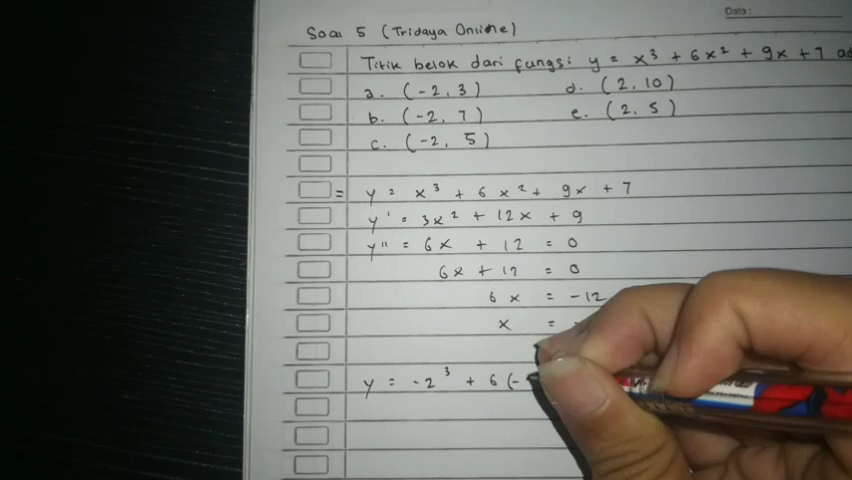 Date:
Soal 5 (Tridaya Online)
Titik belok dari fungsi y = x³ + 6x² + 9x + 7 ad
a. (-2, 3) d. (2, 10)
b. (-2, 7) e. (2, 5)
c. (-2, 5)
= y = x³ + 6x² + 9x + 7
y' = 3x² + 12x + 9
y" = 6x + 12 = 0
6x + 12 = 0
6x = -12
x =
y = -2³ + 6 (-